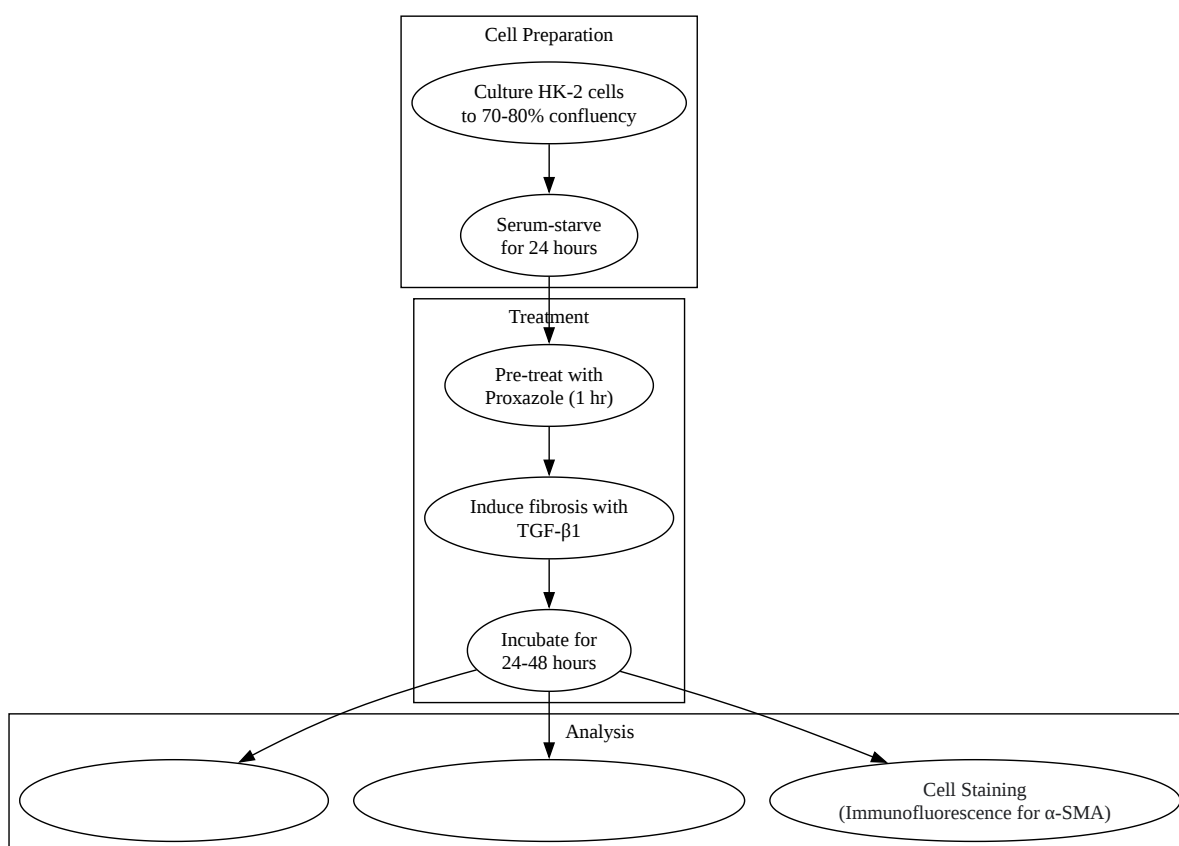 Cell Preparation
Culture HK-2 cells
to 70-80% confluency
Serum-starve
for 24 hours
Treatment
Pre-treat with
Proxazole (1 hr)
Induce fibrosis with
TGF-β1
Incubate for
24-48 hours
Analysis
Cell Staining
(Immunofluorescence for α-SMA)